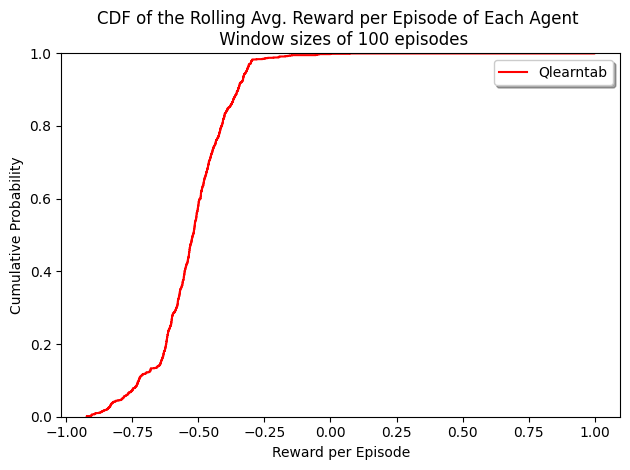 CDF of the Rolling Avg. Reward per Episode of Each Agent
Window sizes of 100 episodes
Qlearntab
1.0
0.8
0.6
0.4
0.2
0.0
Cumulative Probability
−1.00 −0.75 −0.50 −0.25 0.00 0.25 0.50 0.75 1.00
Reward per Episode